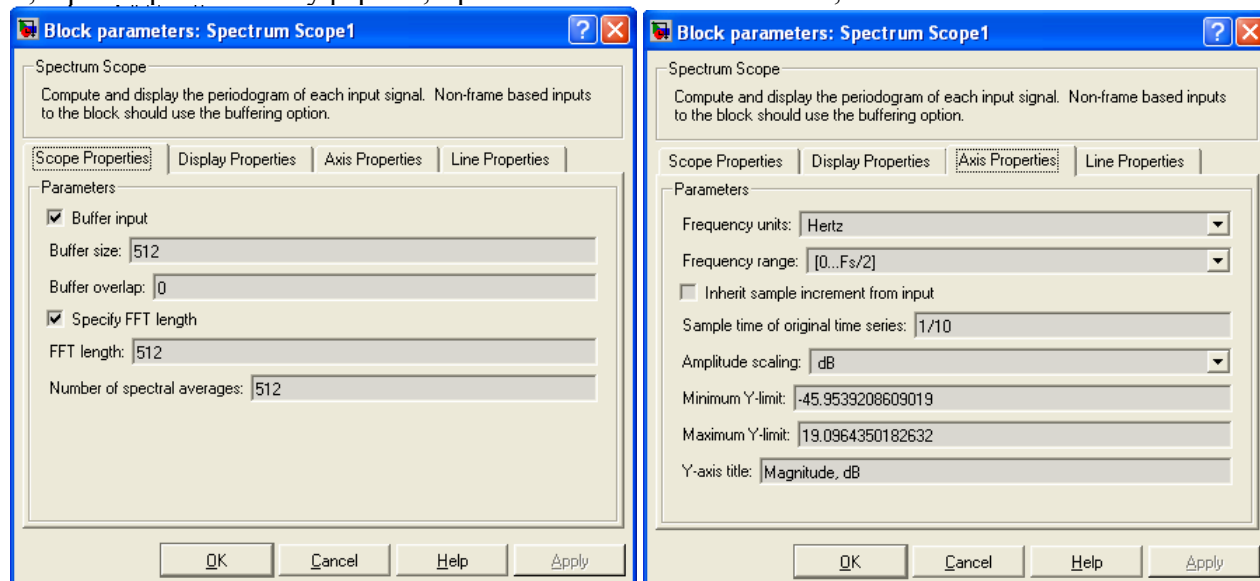 Block parameters: Spectrum Scope1
Spectrum Scope
Compute and display the periodogram of each input signal. Non-frame based inputs
to the block should use the buffering option.
Scope Properties Display Properties Axis Properties Line Properties
Parameters
Buffer input
Buffer size: 512
Buffer overlap: 0
Specify FFT length
FFT length: 512
Number of spectral averages: 512
OK Cancel Help Apply
Block parameters: Spectrum Scope1
Spectrum Scope
Compute and display the periodogram of each input signal. Non-frame based inputs
to the block should use the buffering option.
Scope Properties Display Properties Axis Properties Line Properties
Parameters
Frequency units: Hertz
Frequency range: [0...Fs/2]
Inherit sample increment from input
Sample time of original time series: 1/10
Amplitude scaling: dB
Minimum Y-limit: -45.9539208609019
Maximum Y-limit: 19.0964350182632
Y-axis title: Magnitude, dB
OK Cancel Help Apply